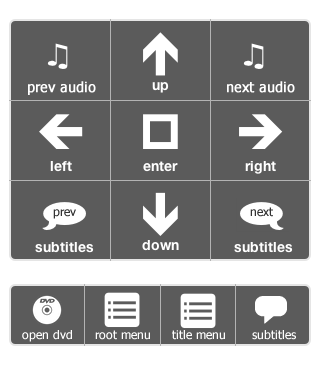 prev audio
up
next audio
left
enter
right
prev
subtitles
down
next
subtitles
DVD
open dvd
root menu
title menu
subtitles